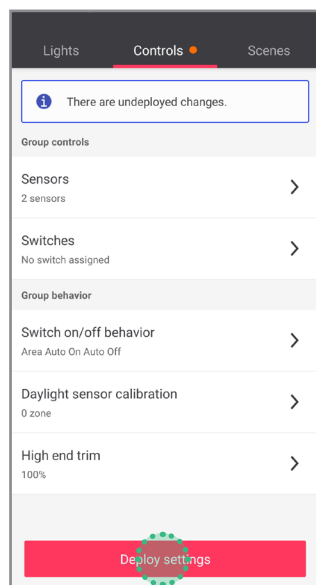 Lights Controls Scenes
There are undeployed changes.
Group controls
Sensors
2 sensors
Switches
No switch assigned
Group behavior
Switch on/off behavior
Area Auto On Auto Off
Daylight sensor calibration
0 zone
High end trim
100%
Deploy settings